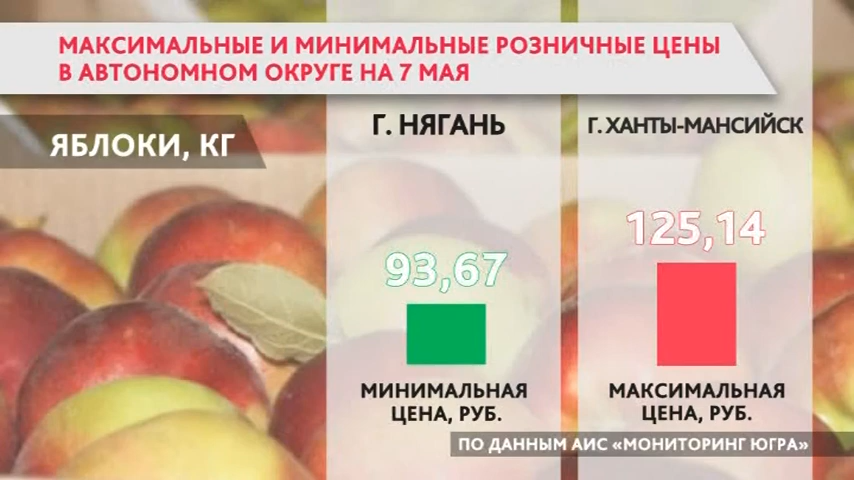 МАКСИМАЛЬНЫЕ И МИНИМАЛЬНЫЕ РОЗНИЧНЫЕ ЦЕНЫ
В АВТОНОМНОМ ОКРУГЕ НА 7 МАЯ
ЯБЛОКИ, КГ
Г. НЯГАНЬ
93,67
МИНИМАЛЬНАЯ
ЦЕНА, РУБ.
Г. ХАНТЫ-МАНСИЙСК
125,14
МАКСИМАЛЬНАЯ
ЦЕНА, РУБ.
ПО ДАННЫМ АИС «МОНИТОРИНГ ЮГРА»